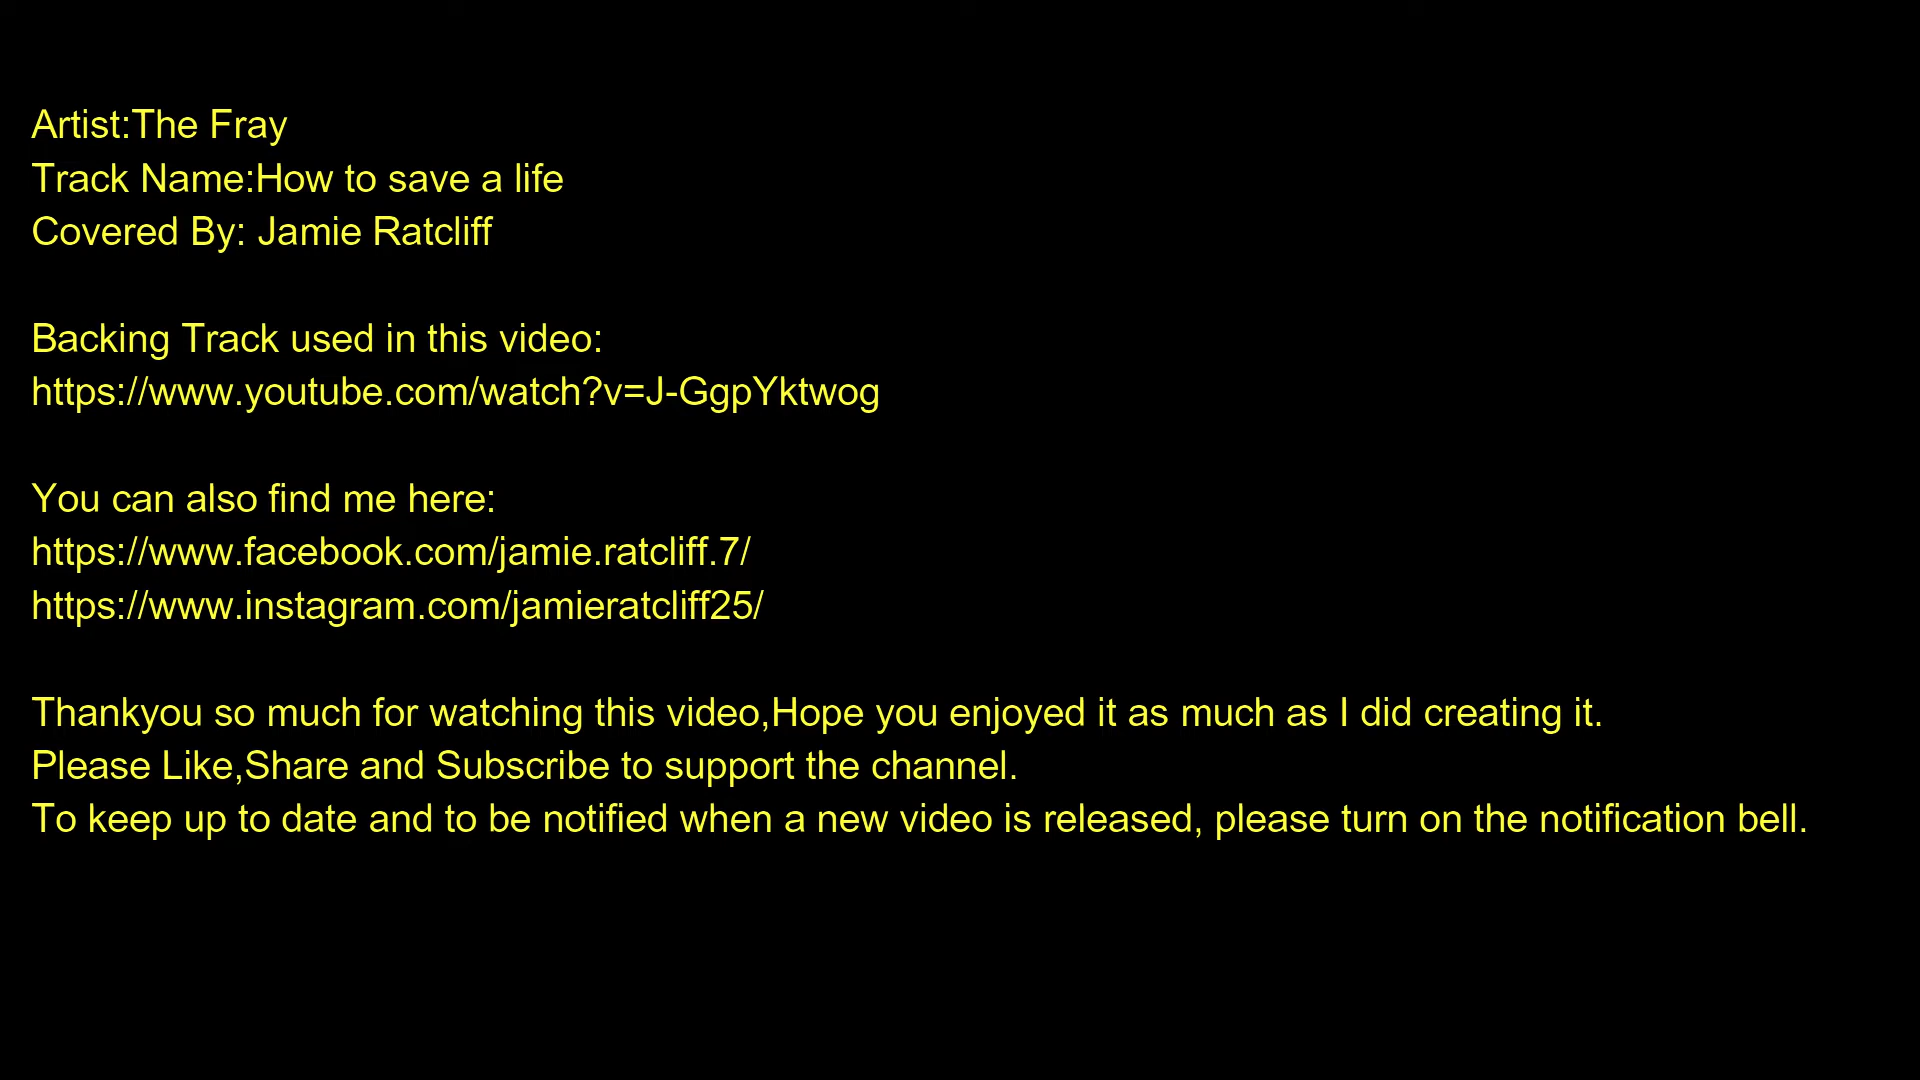 Artist:The Fray
Track Name:How to save a life
Covered By: Jamie Ratcliff
Backing Track used in this video:
https://www.youtube.com/watch?v=J-GgpYktwog
You can also find me here:
https://www.facebook.com/jamie.ratcliff.7/
https://www.instagram.com/jamieratcliff25/
Thankyou so much for watching this video,Hope you enjoyed it as much as I did creating it.
Please Like,Share and Subscribe to support the channel.
To keep up to date and to be notified when a new video is released, please turn on the notification bell.